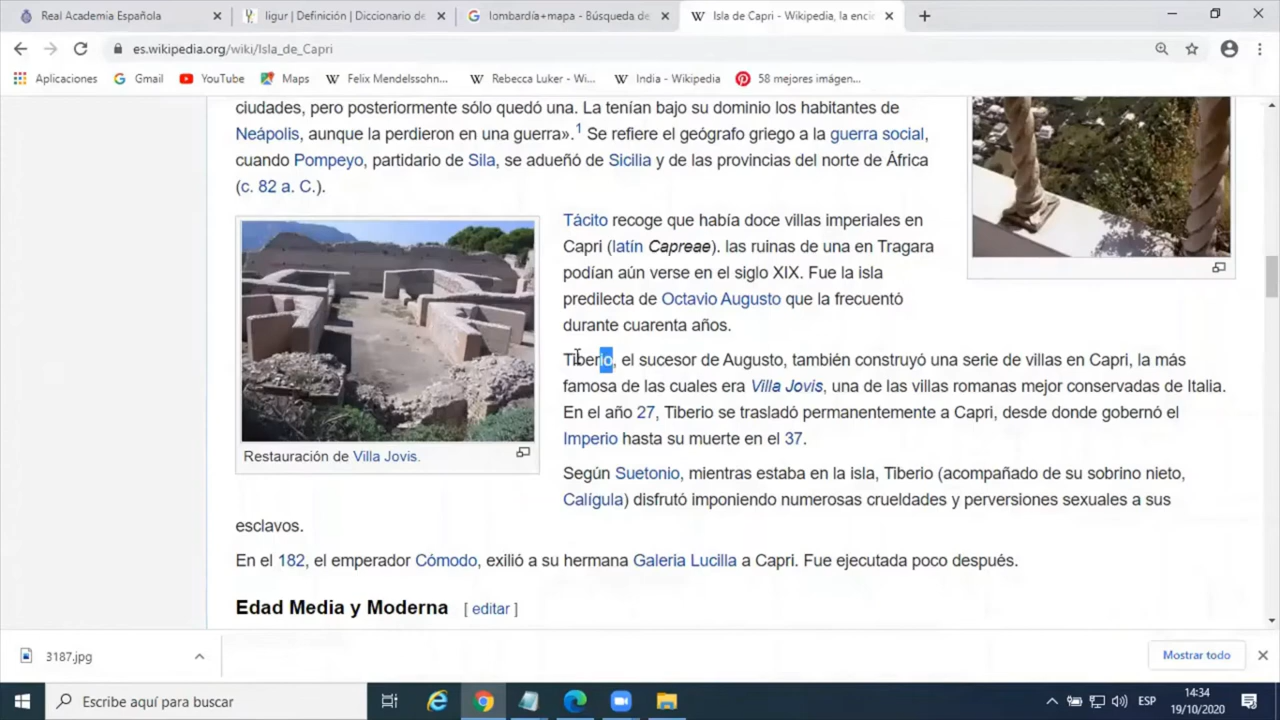 Real Academia Española
ligur | Definición | Diccionario de
lombardía+mapa - Búsqueda de
Isla de Capri - Wikipedia, la enci
es.wikipedia.org/wiki/Isla_de_Capri
Aplicaciones
Gmail
YouTube
Maps
Felix Mendelssohn...
Rebecca Luker - Wi...
India - Wikipedia
58 mejores imágen...
ciudades, pero posteriormente sólo quedó una. La tenían bajo su dominio los habitantes de
Neápolis, aunque la perdieron en una guerra».1 Se refiere el geógrafo griego a la guerra social,
cuando Pompeyo, partidario de Sila, se adueñó de Sicilia y de las provincias del norte de África
(c. 82 a. C.).
Tácito recoge que había doce villas imperiales en
Capri (latín Capreae). las ruinas de una en Tragara
podían aún verse en el siglo XIX. Fue la isla
predilecta de Octavio Augusto que la frecuentó
durante cuarenta años.
Tiberio, el sucesor de Augusto, también construyó una serie de villas en Capri, la más
famosa de las cuales era Villa Jovis, una de las villas romanas mejor conservadas de Italia.
En el año 27, Tiberio se trasladó permanentemente a Capri, desde donde gobernó el
Imperio hasta su muerte en el 37.
Restauración de Villa Jovis.
Según Suetonio, mientras estaba en la isla, Tiberio (acompañado de su sobrino nieto,
Calígula) disfrutó imponiendo numerosas crueldades y perversiones sexuales a sus
esclavos.
En el 182, el emperador Cómodo, exilió a su hermana Galeria Lucilla a Capri. Fue ejecutada poco después.
Edad Media y Moderna [ editar ]
3187.jpg
Mostrar todo
Escribe aquí para buscar
ESP
14:34
19/10/2020